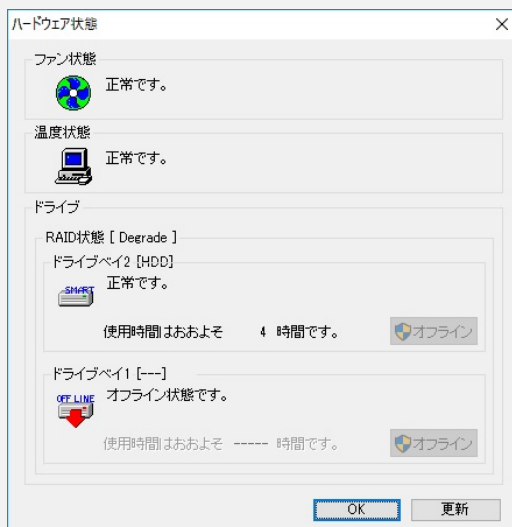 ハードウェア状態
ファン状態
正常です。
温度状態
正常です。
ドライブ
RAID状態 [ Degrade ]
ドライブベイ2 [HDD]
SMART
正常です。
使用時間はおおよそ 4 時間です。
オフライン
ドライブベイ1 [---]
OFF LINE
オフライン状態です。
使用時間はおおよそ ----- 時間です。
オフライン
OK
更新